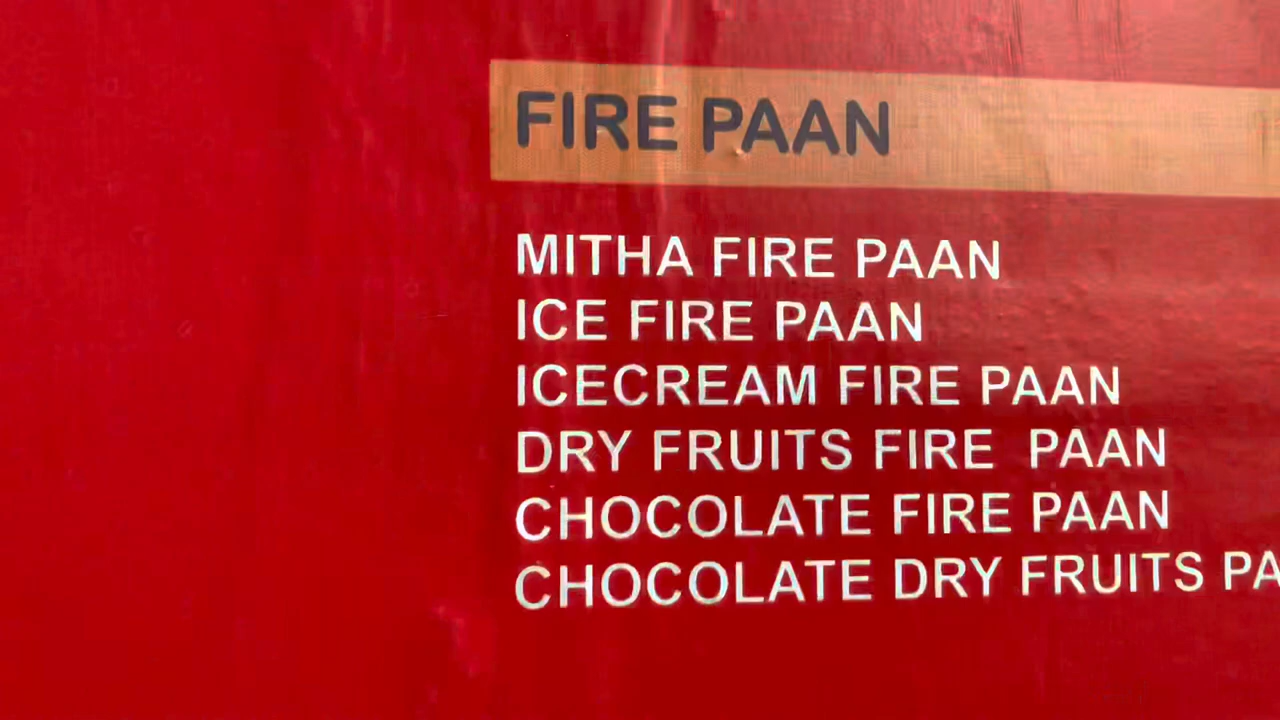 FIRE PAAN
MITHA FIRE PAAN
ICE FIRE PAAN
ICECREAM FIRE PAAN
DRY FRUITS FIRE PAAN
CHOCOLATE FIRE PAAN
CHOCOLATE DRY FRUITS